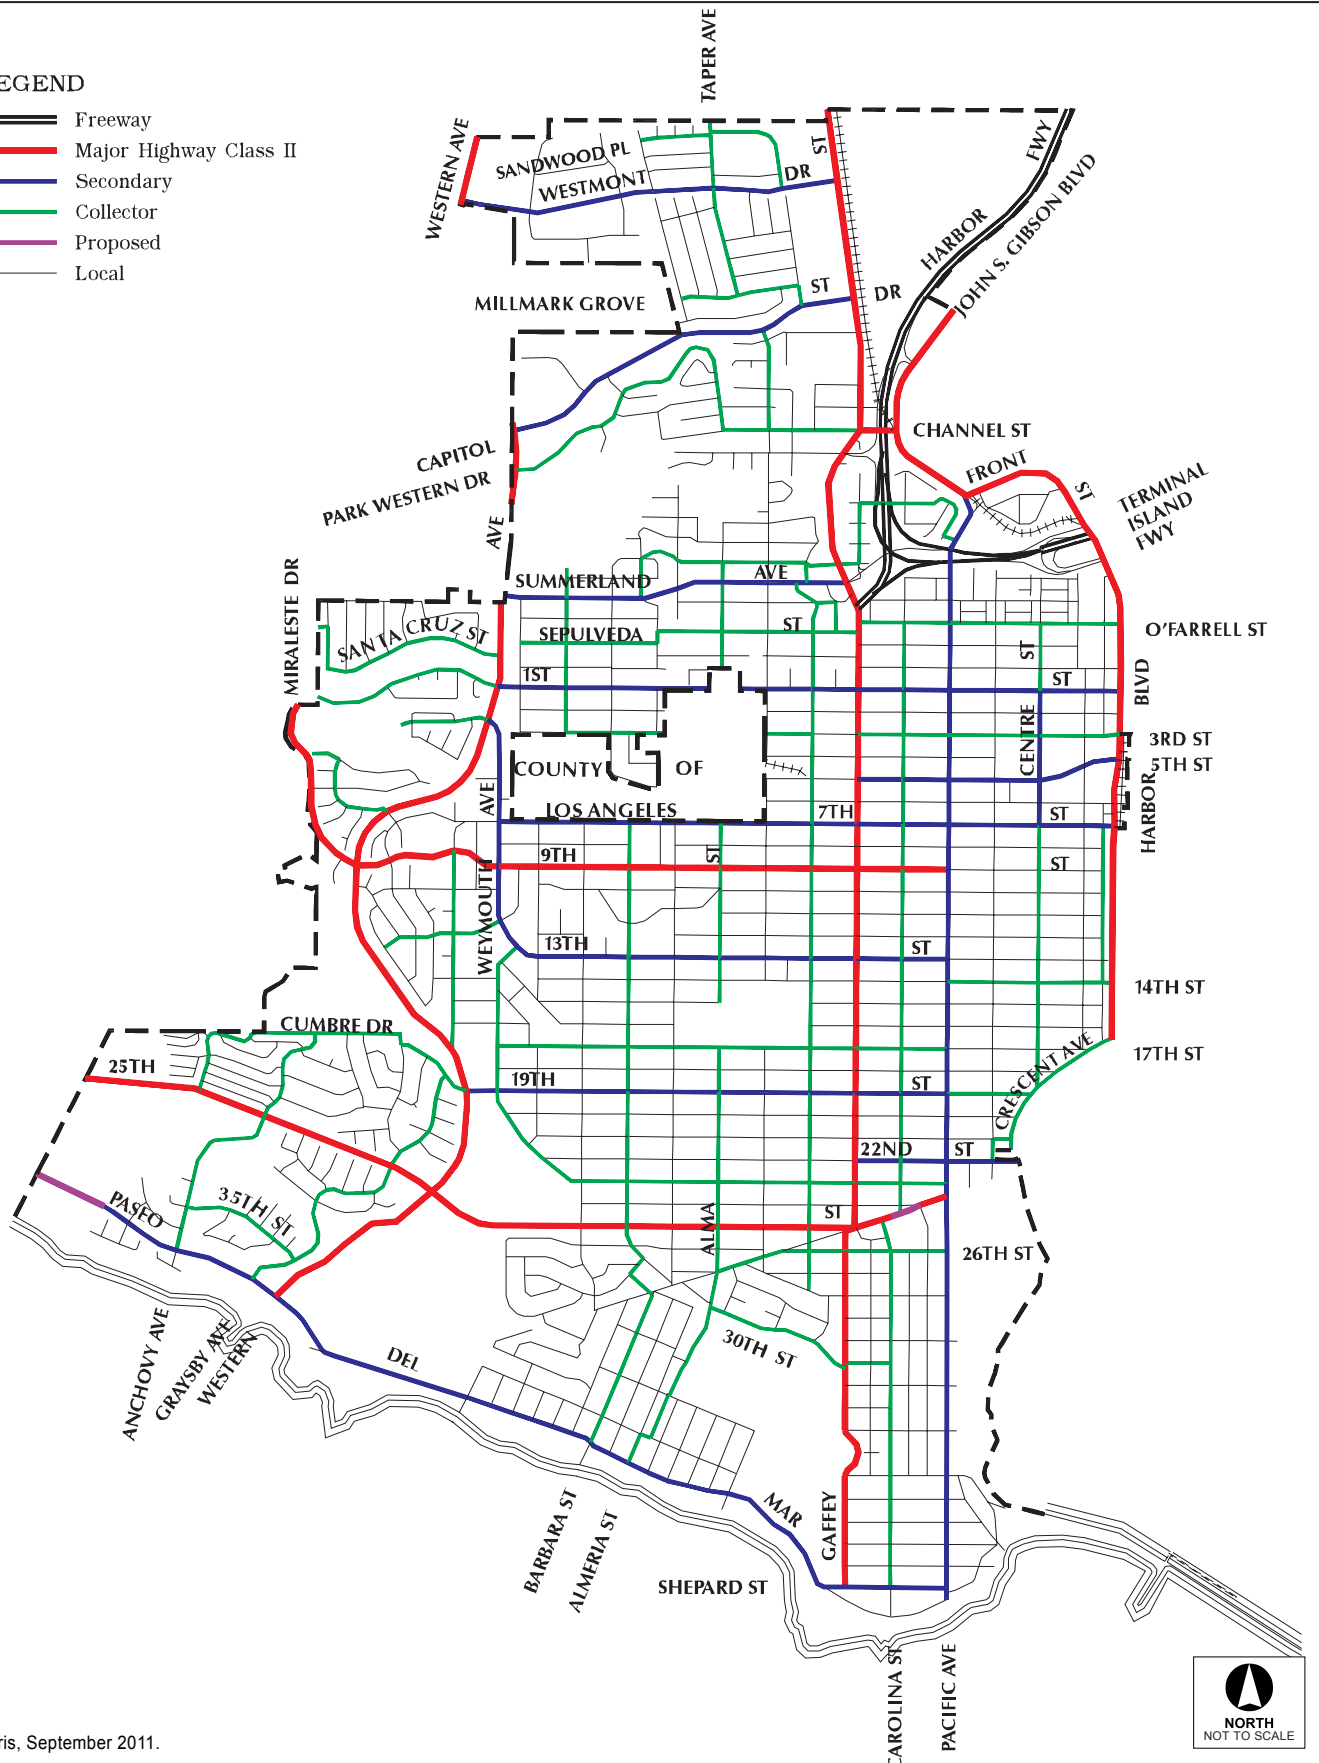 EGEND
Freeway
Major Highway Class II
Secondary
Collector
Proposed
Local
TAPER AVE
WESTERN AVE
SANDWOOD PL
WESTMONT
DR
ST
FWY
HARBOR
JOHN S. GIBSON BLVD
MILLMARK GROVE
ST
DR
CAPITOL
PARK WESTERN DR
CHANNEL ST
FRONT
ST
TERMINAL
ISLAND
FWY
AVE
MIRALESTE DR
SUMMERLAND
AVE
SANTA CRUZ ST
SEPULVEDA
ST
O'FARRELL ST
1ST
ST
ST
BLVD
CENTRE
3RD ST
5TH ST
COUNTY
OF
LOS ANGELES
AVE
7TH
ST
HARBOR
9TH
ST
ST
WEYMOUTH
13TH
ST
14TH ST
CUMBRE DR
25TH
17TH ST
19TH
ST
CRESCENT AVE
22ND
ST
PASEO
35TH ST
ST
ALMA
26TH ST
ANCHOVY AVE
GRAYSBY AVE
WESTERN
DEL
30TH ST
MAR
GAFFEY
BARBARA ST
ALMERIA ST
SHEPARD ST
CAROLINA ST
PACIFIC AVE
NORTH
NOT TO SCALE
ris, September 2011.